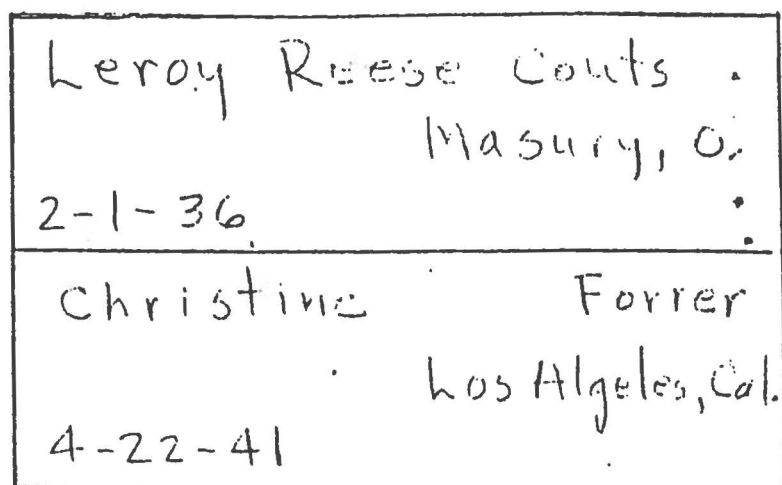 Leroy Reese Couts
Masury, O.
2-1-36
Christine Forrer
Los Algeles, Cal.
4-22-41